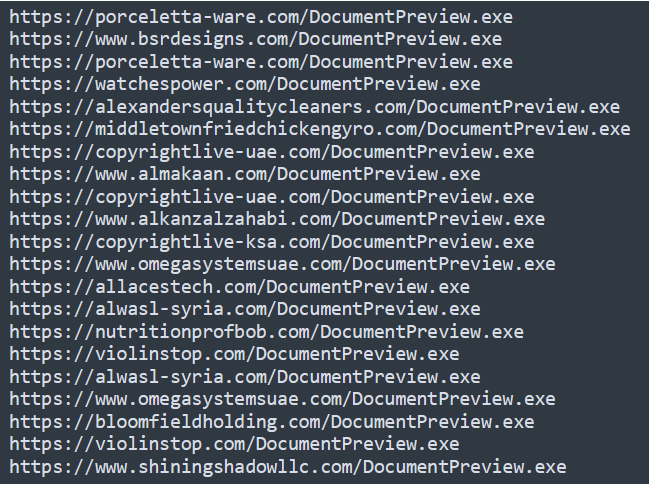 https://porceletta-ware.com/DocumentPreview.exe
https://www.bsrdesigns.com/DocumentPreview.exe
https://porceletta-ware.com/DocumentPreview.exe
https://watchespower.com/DocumentPreview.exe
https://alexandersqualitycleaners.com/DocumentPreview.exe
https://middletownfriedchickengyro.com/DocumentPreview.exe
https://copyrightlive-uae.com/DocumentPreview.exe
https://www.almakaan.com/DocumentPreview.exe
https://copyrightlive-uae.com/DocumentPreview.exe
https://www.alkanzalzahabi.com/DocumentPreview.exe
https://copyrightlive-ksa.com/DocumentPreview.exe
https://www.omegasystemsuae.com/DocumentPreview.exe
https://allacestech.com/DocumentPreview.exe
https://alwasl-syria.com/DocumentPreview.exe
https://nutritionprofbob.com/DocumentPreview.exe
https://violinstop.com/DocumentPreview.exe
https://alwasl-syria.com/DocumentPreview.exe
https://www.omegasystemsuae.com/DocumentPreview.exe
https://bloomfieldholding.com/DocumentPreview.exe
https://violinstop.com/DocumentPreview.exe
https://www.shiningshadowllc.com/DocumentPreview.exe